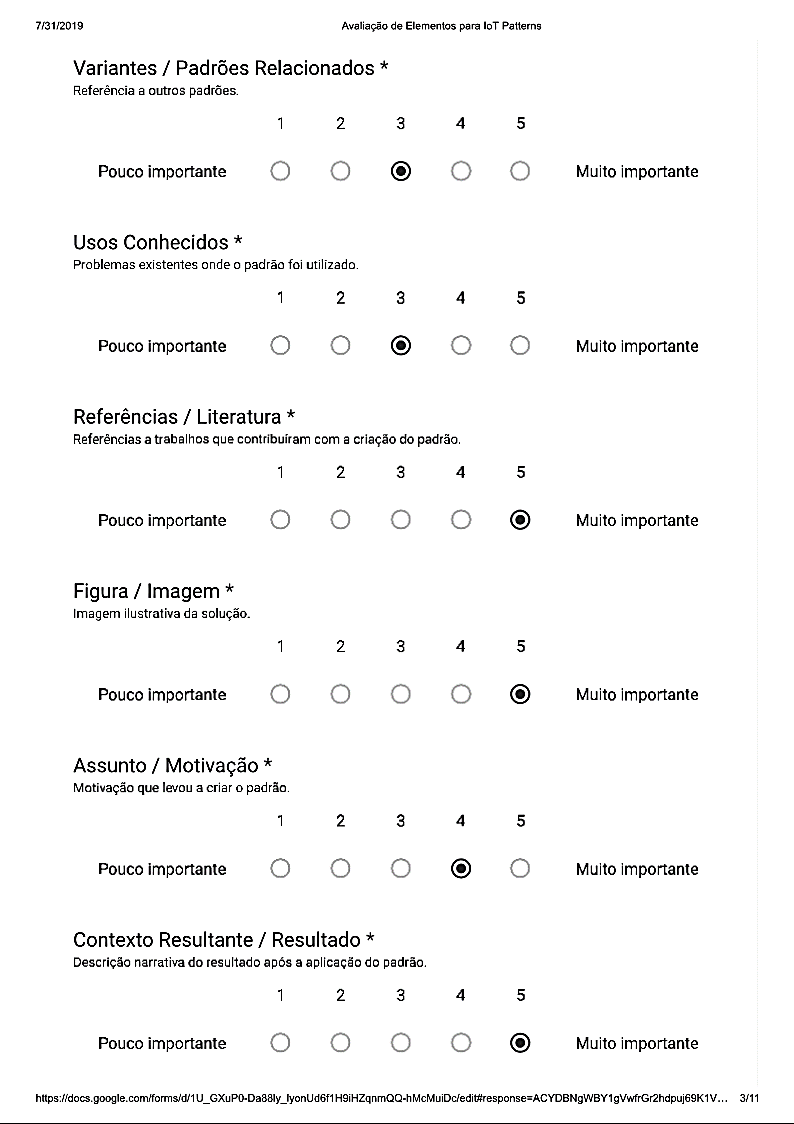 7/31/2019 Avaliação de Elementos para IoT Patterns
Variantes / Padrões Relacionados *
Referência a outros padrões.
1 2 3 4 5
Pouco importante Muito importante
Usos Conhecidos *
Problemas existentes onde o padrão foi utilizado.
1 2 3 4 5
Pouco importante Muito importante
Referências / Literatura *
Referências a trabalhos que contribuíram com a criação do padrão.
1 2 3 4 5
Pouco importante Muito importante
Figura / Imagem *
Imagem ilustrativa da solução.
1 2 3 4 5
Pouco importante Muito importante
Assunto / Motivação *
Motivação que levou a criar o padrão.
1 2 3 4 5
Pouco importante Muito importante
Contexto Resultante / Resultado *
Descrição narrativa do resultado após a aplicação do padrão.
1 2 3 4 5
Pouco importante Muito importante
https://docs.google.com/forms/d/1U_GXuP0-Da88ly_lyonUd6f1H9iHZqnmQQ-hMcMuiDc/edit#response=ACYDBNgWBY1gVwfrGr2hdpuj69K1V... 3/11